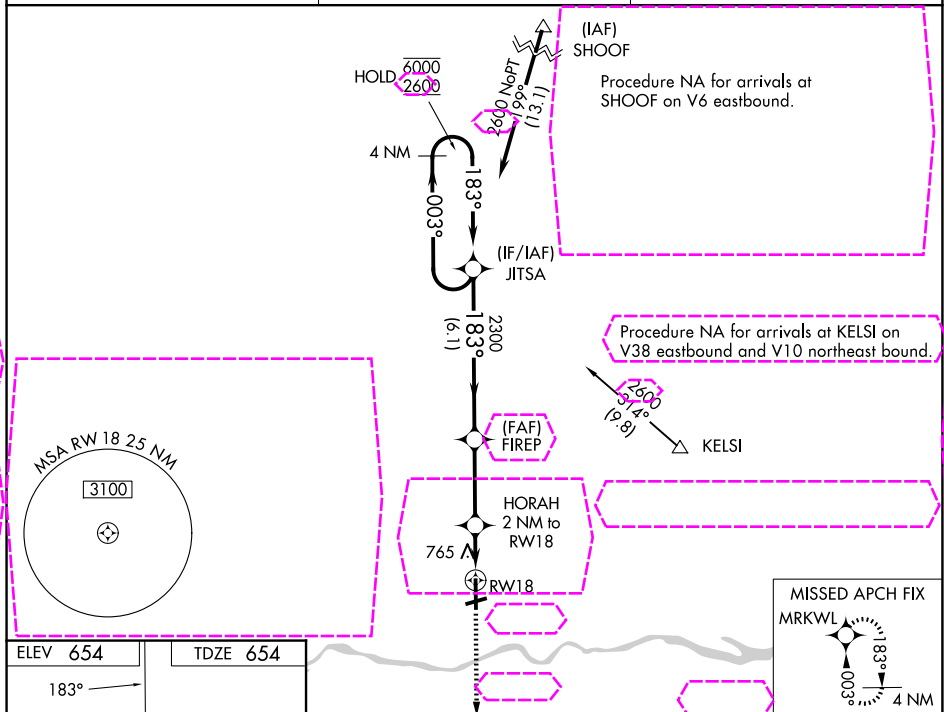 (IAF)
SHOOF
HOLD 6000
2600
2600 NoPT
199°
(13.1)
Procedure NA for arrivals at
SHOOF on V6 eastbound.
4 NM
183°
003°
(IF/IAF)
JITSA
2300
183°
(6.1)
Procedure NA for arrivals at KELSI on
V38 eastbound and V10 northeast bound.
2600
314°
(9.8)
KELSI
(FAF)
FIREP
MSA RW 18 25 NM
3100
HORAH
2 NM to
RW18
765
RW18
MISSED APCH FIX
MRKWL
183°
003°
4 NM
ELEV 654
TDZE 654
183°